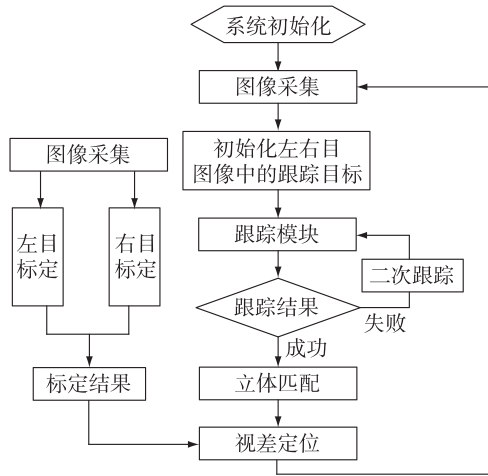 系统初始化
图像采集
初始化左右目
图像中的跟踪目标
图像采集
左目
标定
右目
标定
跟踪模块
二次跟踪
跟踪结果
失败
成功
标定结果
立体匹配
视差定位